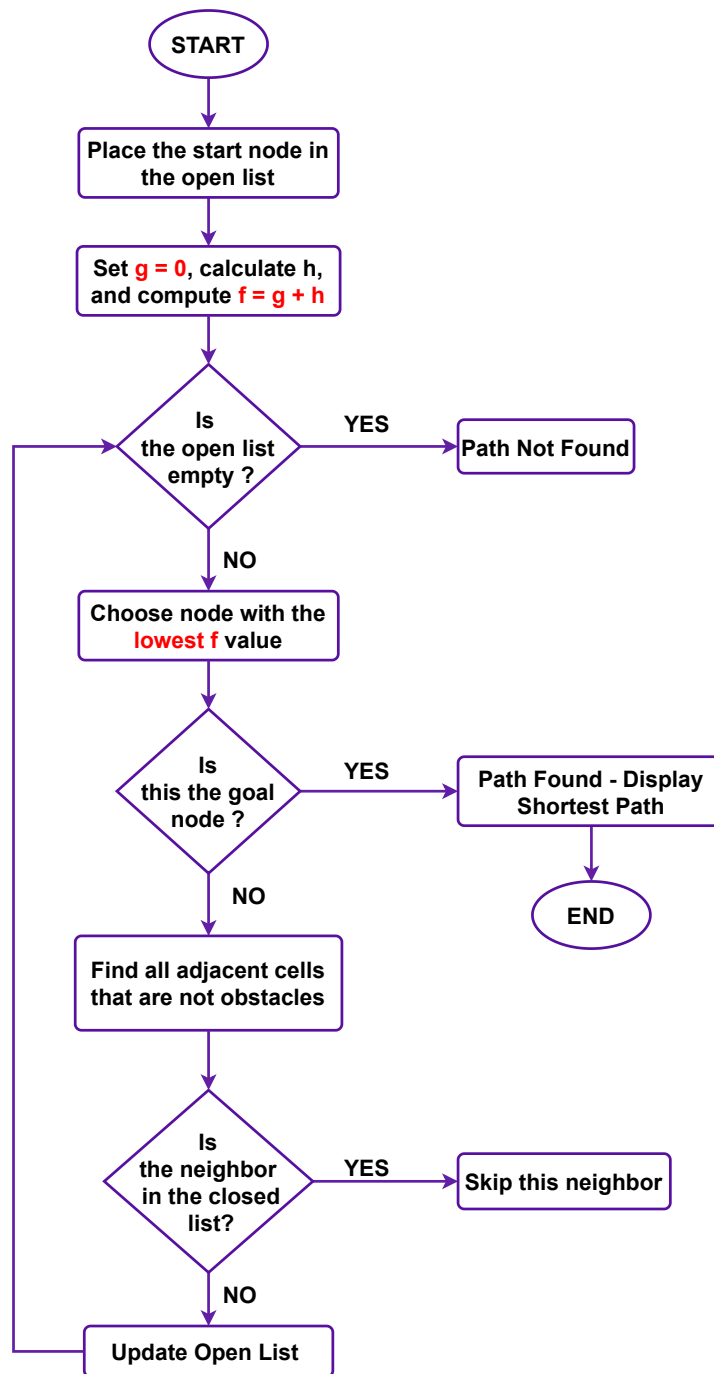 START
Place the start node in
the open list
Set g = 0, calculate h,
and compute f = g + h
Is
the open list
empty ?
YES
Path Not Found
NO
Choose node with the
lowest f value
Is
this the goal
node ?
YES
Path Found - Display
Shortest Path
END
NO
Find all adjacent cells
that are not obstacles
Is
the neighbor
in the closed
list?
YES
Skip this neighbor
NO
Update Open List